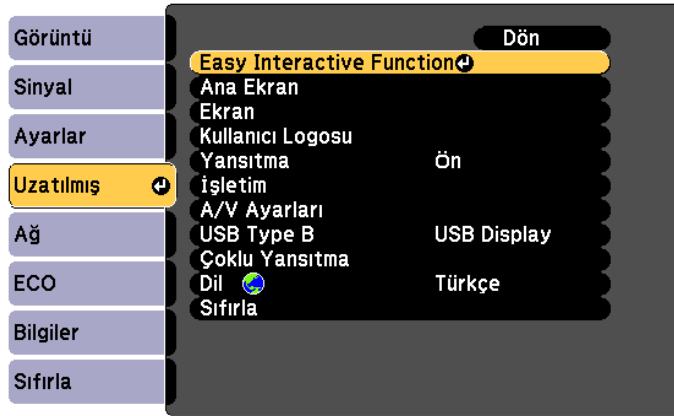 Görüntü
Sinyal
Ayarlar
Uzatılmış
Ağ
ECO
Bilgiler
Sıfırla
Dön
Easy Interactive Function
Ana Ekran
Ekran
Kullanıcı Logosu
Yansıtma Ön
İşletim
A/V Ayarları
USB Type B USB Display
Çoklu Yansıtma
Dil Türkçe
Sıfırla